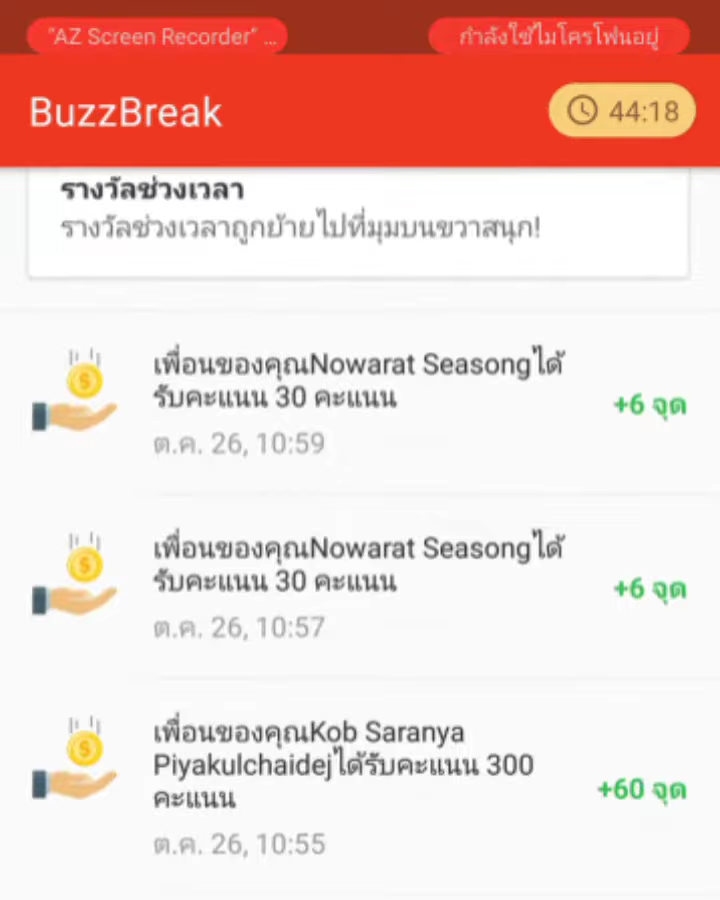 "AZ Screen Recorder" ...
กำลังใช้ไมโครโฟนอยู่
BuzzBreak
44:18
รางวัลช่วงเวลา
รางวัลช่วงเวลาถูกย้ายไปที่มุมบนขวาสนุก!
เพื่อนของคุณNowarat Seasongได้
รับคะแนน 30 คะแนน
+6 จุด
ต.ค. 26, 10:59
เพื่อนของคุณNowarat Seasongได้
รับคะแนน 30 คะแนน
+6 จุด
ต.ค. 26, 10:57
เพื่อนของคุณKob Saranya
Piyakulchaidejได้รับคะแนน 300
คะแนน
+60 จุด
ต.ค. 26, 10:55